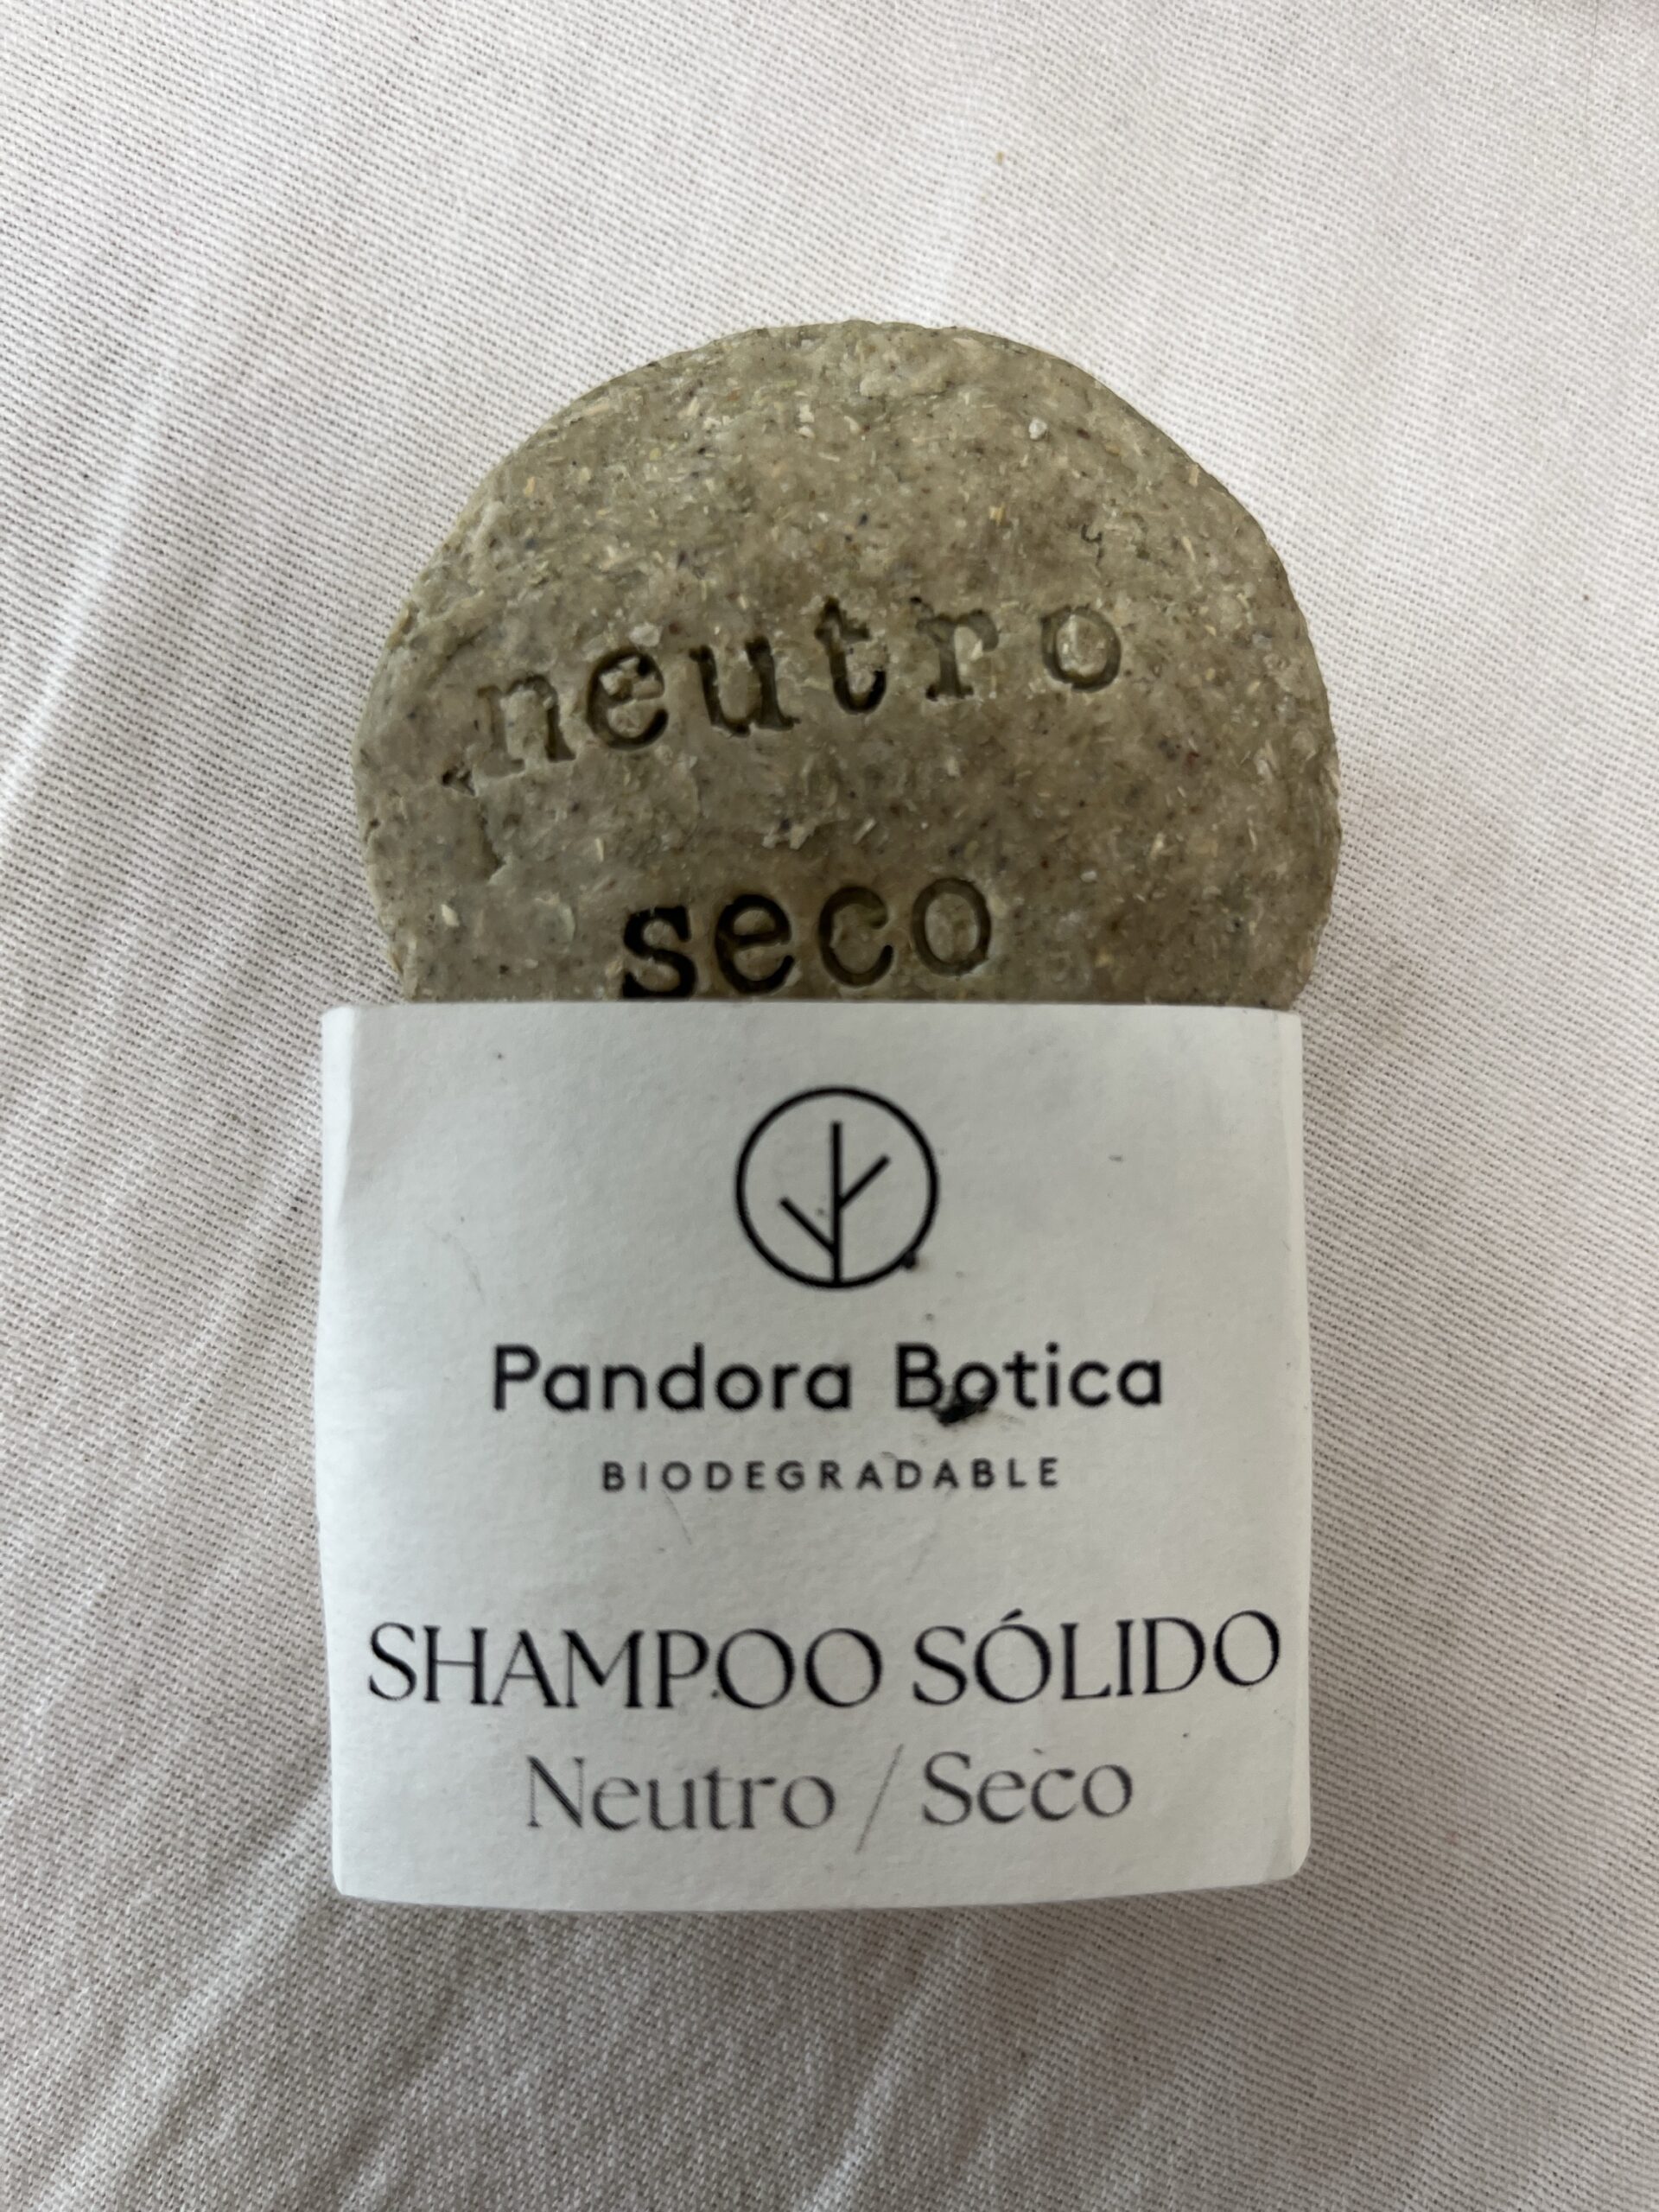 neutro
seco
Pandora Botica
BIODEGRADABLE
SHAMPOO SÓLIDO
Neutro / Seco